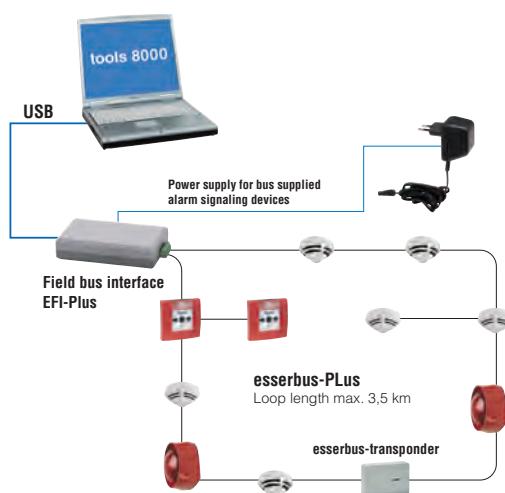 tools 8000
USB
Power supply for bus supplied
alarm signaling devices
Field bus interface
EFI-Plus
esserbus-PLus
Loop length max. 3,5 km
esserbus-transponder